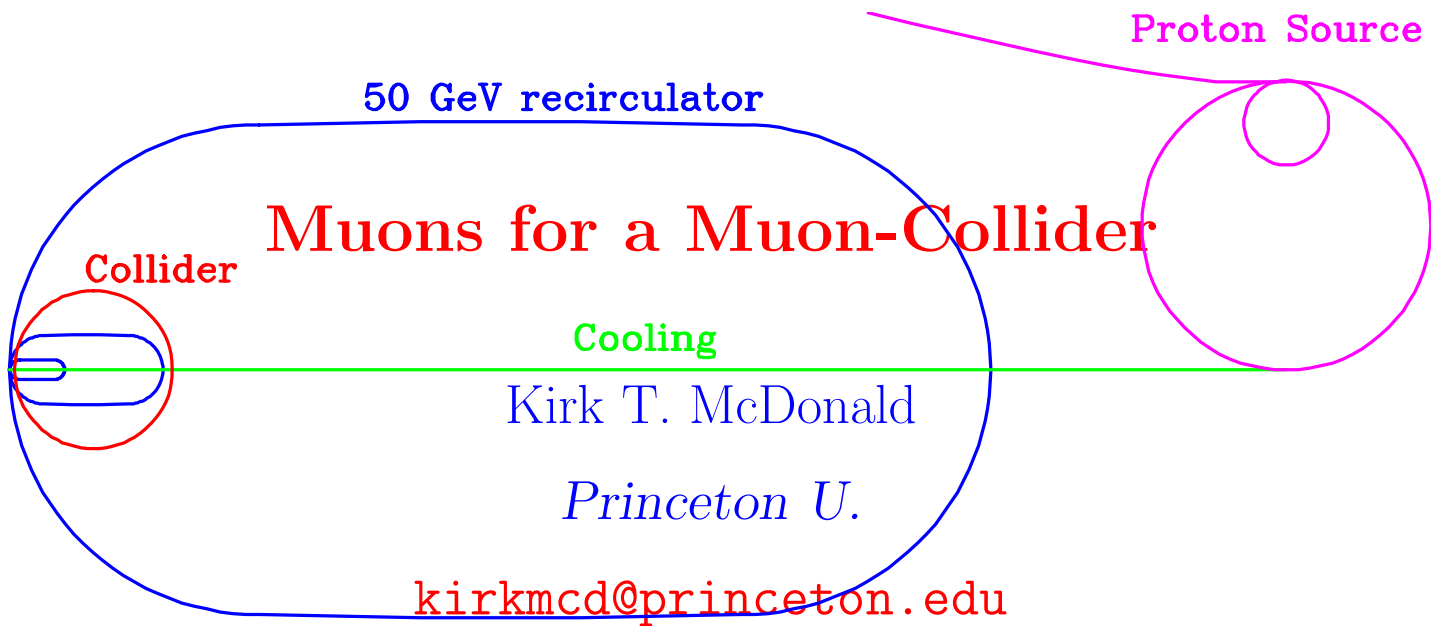 Proton Source
50 GeV recirculator
Muons for a Muon-Collider
Collider
Cooling
Kirk T. McDonald
Princeton U.
kirkmcd@princeton.edu